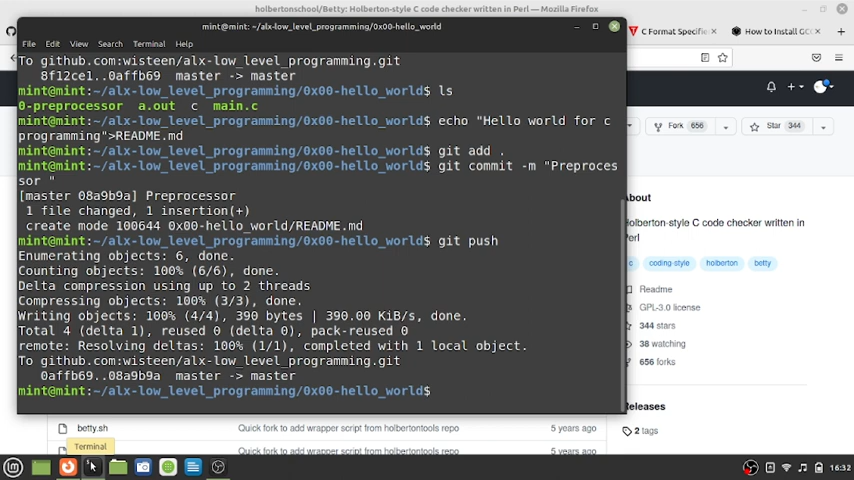 holbertonschool/Betty: Holberton-style C code checker written in Perl — Mozilla Firefox
mint@mint: ~/alx-low_level_programming/0x00-hello_world
File Edit View Search Terminal Help
C Format Specifi
How to Install GC
To github.com:wisteen/alx-low_level_programming.git
8f12ce1..0affb69 master -> master
mint@mint:~/alx-low_level_programming/0x00-hello_world$ ls
0-preprocessor a.out c main.c
mint@mint:~/alx-low_level_programming/0x00-hello_world$ echo "Hello world for c
programming">README.md
mint@mint:~/alx-low_level_programming/0x00-hello_world$ git add .
mint@mint:~/alx-low_level_programming/0x00-hello_world$ git commit -m "Preproces
sor "
[master 08a9b9a] Preprocessor
1 file changed, 1 insertion(+)
create mode 100644 0x00-hello_world/README.md
mint@mint:~/alx-low_level_programming/0x00-hello_world$ git push
Enumerating objects: 6, done.
Counting objects: 100% (6/6), done.
Delta compression using up to 2 threads
Compressing objects: 100% (3/3), done.
Writing objects: 100% (4/4), 390 bytes | 390.00 KiB/s, done.
Total 4 (delta 1), reused 0 (delta 0), pack-reused 0
remote: Resolving deltas: 100% (1/1), completed with 1 local object.
To github.com:wisteen/alx-low_level_programming.git
0affb69..08a9b9a master -> master
mint@mint:~/alx-low_level_programming/0x00-hello_world$
Fork 656
Star 344
About
Holberton-style C code checker written in
Perl
c coding-style holberton betty
Readme
GPL-3.0 license
344 stars
38 watching
656 forks
Releases
2 tags
betty.sh Quick fork to add wrapper script from holbertontools repo 5 years ago
Quick fork to add wrapper script from holbertontools repo 5 years ago
Terminal
16:32